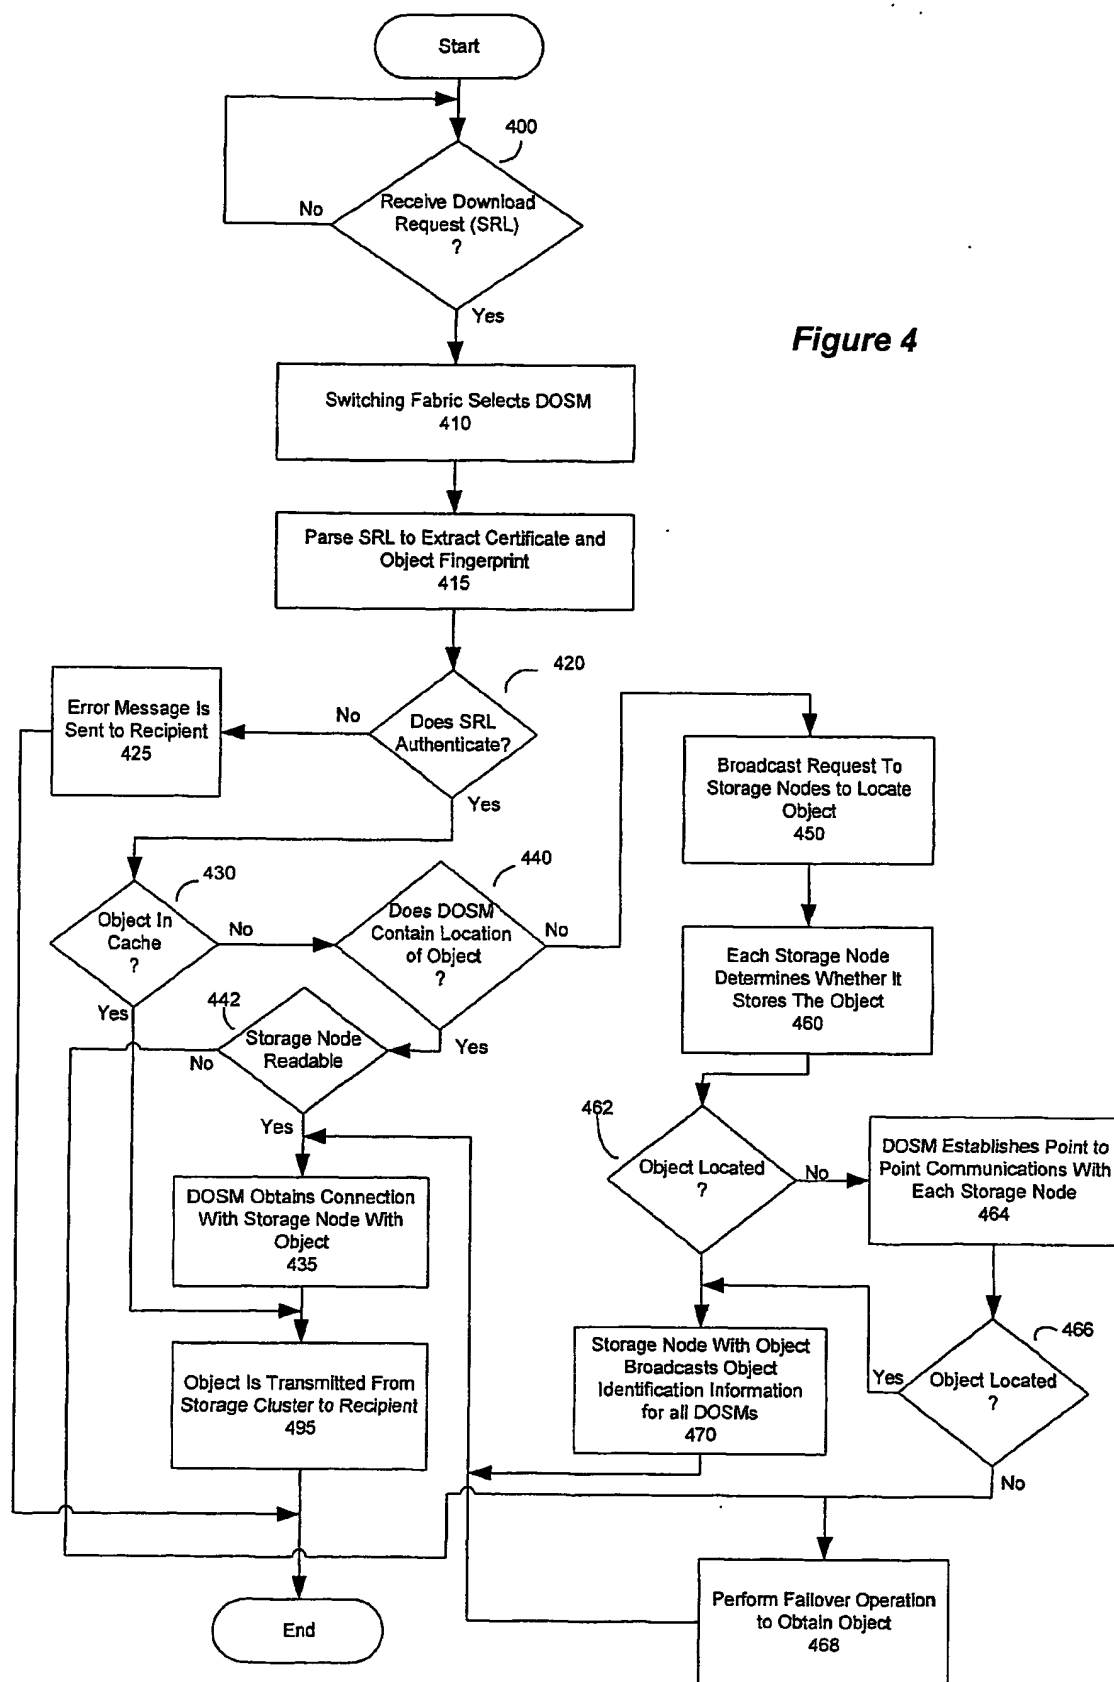 Start
400
Receive Download
Request (SRL)
?
No
Yes
Figure 4
Switching Fabric Selects DOSM
410
Parse SRL to Extract Certificate and
Object Fingerprint
415
420
Does SRL
Authenticate?
No
Yes
Error Message Is
Sent to Recipient
425
Broadcast Request To
Storage Nodes to Locate
Object
450
430
Object In
Cache
?
No
Yes
440
Does DOSM
Contain Location
of Object
?
No
Yes
Each Storage Node
Determines Whether It
Stores The Object
460
442
Storage Node
Readable
No
Yes
462
Object Located
?
No
DOSM Establishes Point to
Point Communications With
Each Storage Node
464
DOSM Obtains Connection
With Storage Node With
Object
435
466
Object Located
?
Yes
No
Storage Node With Object
Broadcasts Object
Identification Information
for all DOSMs
470
Object Is Transmitted From
Storage Cluster to Recipient
495
Perform Failover Operation
to Obtain Object
468
End